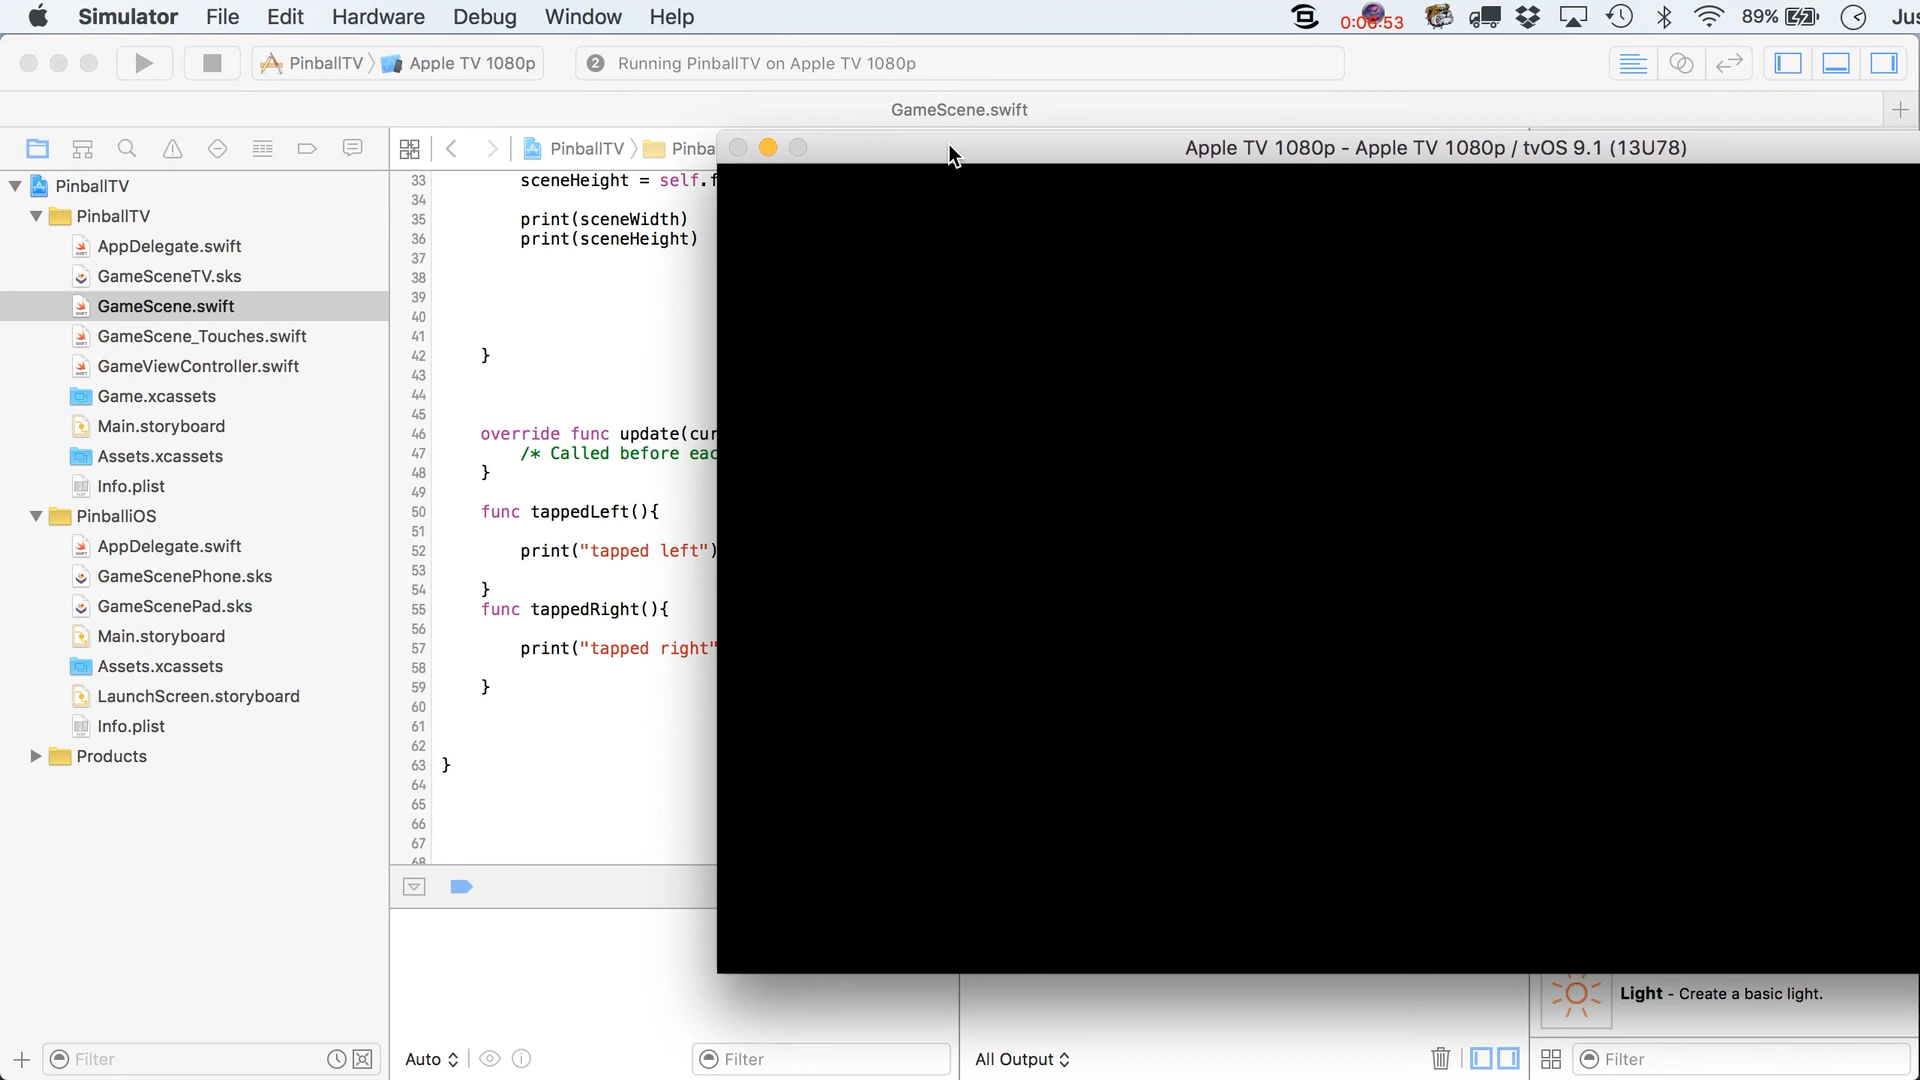 Simulator File Edit Hardware Debug Window Help 0:06:53 89% Jus
PinballTV Apple TV 1080p 2 Running PinballTV on Apple TV 1080p
GameScene.swift
PinballTV Pinba
Apple TV 1080p - Apple TV 1080p / tvOS 9.1 (13U78)
PinballTV
PinballTV
AppDelegate.swift
GameSceneTV.sks
GameScene.swift
GameScene_Touches.swift
GameViewController.swift
Game.xcassets
Main.storyboard
Assets.xcassets
Info.plist
PinballiOS
AppDelegate.swift
GameScenePhone.sks
GameScenePad.sks
Main.storyboard
Assets.xcassets
LaunchScreen.storyboard
Info.plist
Products
33 sceneHeight = self.f
34
35 print(sceneWidth)
36 print(sceneHeight)
37
38
39
40
41
42 }
43
44
45
46 override func update(cur
47 /* Called before eac
48 }
49
50 func tappedLeft(){
51
52 print("tapped left")
53
54 }
55 func tappedRight(){
56
57 print("tapped right"
58
59 }
60
61
62
63 }
64
65
66
67
68
Light - Create a basic light.
Filter Auto Filter All Output Filter